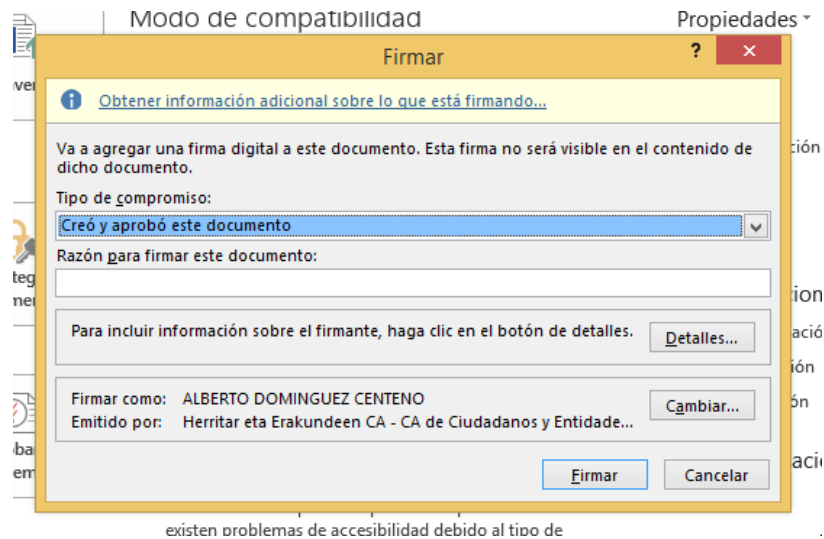 Modo de compatibilidad
Propiedades
Firmar
?
Obtener información adicional sobre lo que está firmando...
Va a agregar una firma digital a este documento. Esta firma no será visible en el contenido de
dicho documento.
Tipo de compromiso:
Creó y aprobó este documento
Razón para firmar este documento:
Para incluir información sobre el firmante, haga clic en el botón de detalles.
Detalles...
Firmar como: ALBERTO DOMINGUEZ CENTENO
Cambiar...
Emitido por: Herritar eta Erakundeen CA - CA de Ciudadanos y Entidade...
Firmar
Cancelar
existen problemas de accesibilidad debido al tipo de